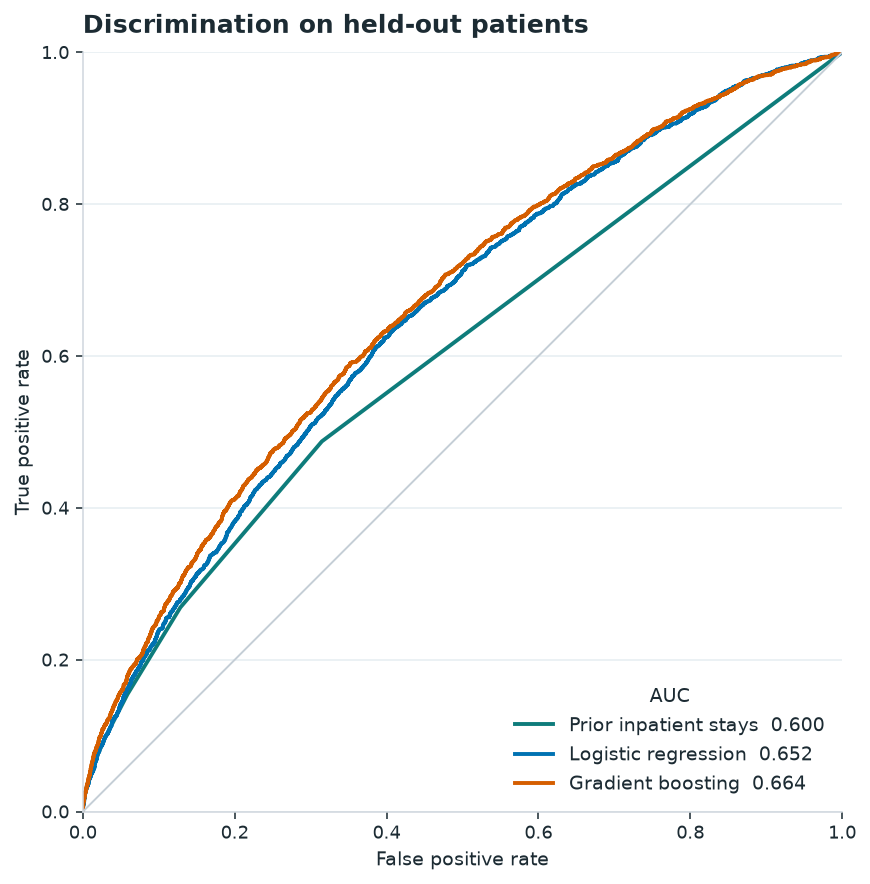 Discrimination on held-out patients
1.0
0.8
0.6
0.4
0.2
0.0
True positive rate
AUC
Prior inpatient stays 0.600
Logistic regression 0.652
Gradient boosting 0.664
0.0 0.2 0.4 0.6 0.8 1.0
False positive rate